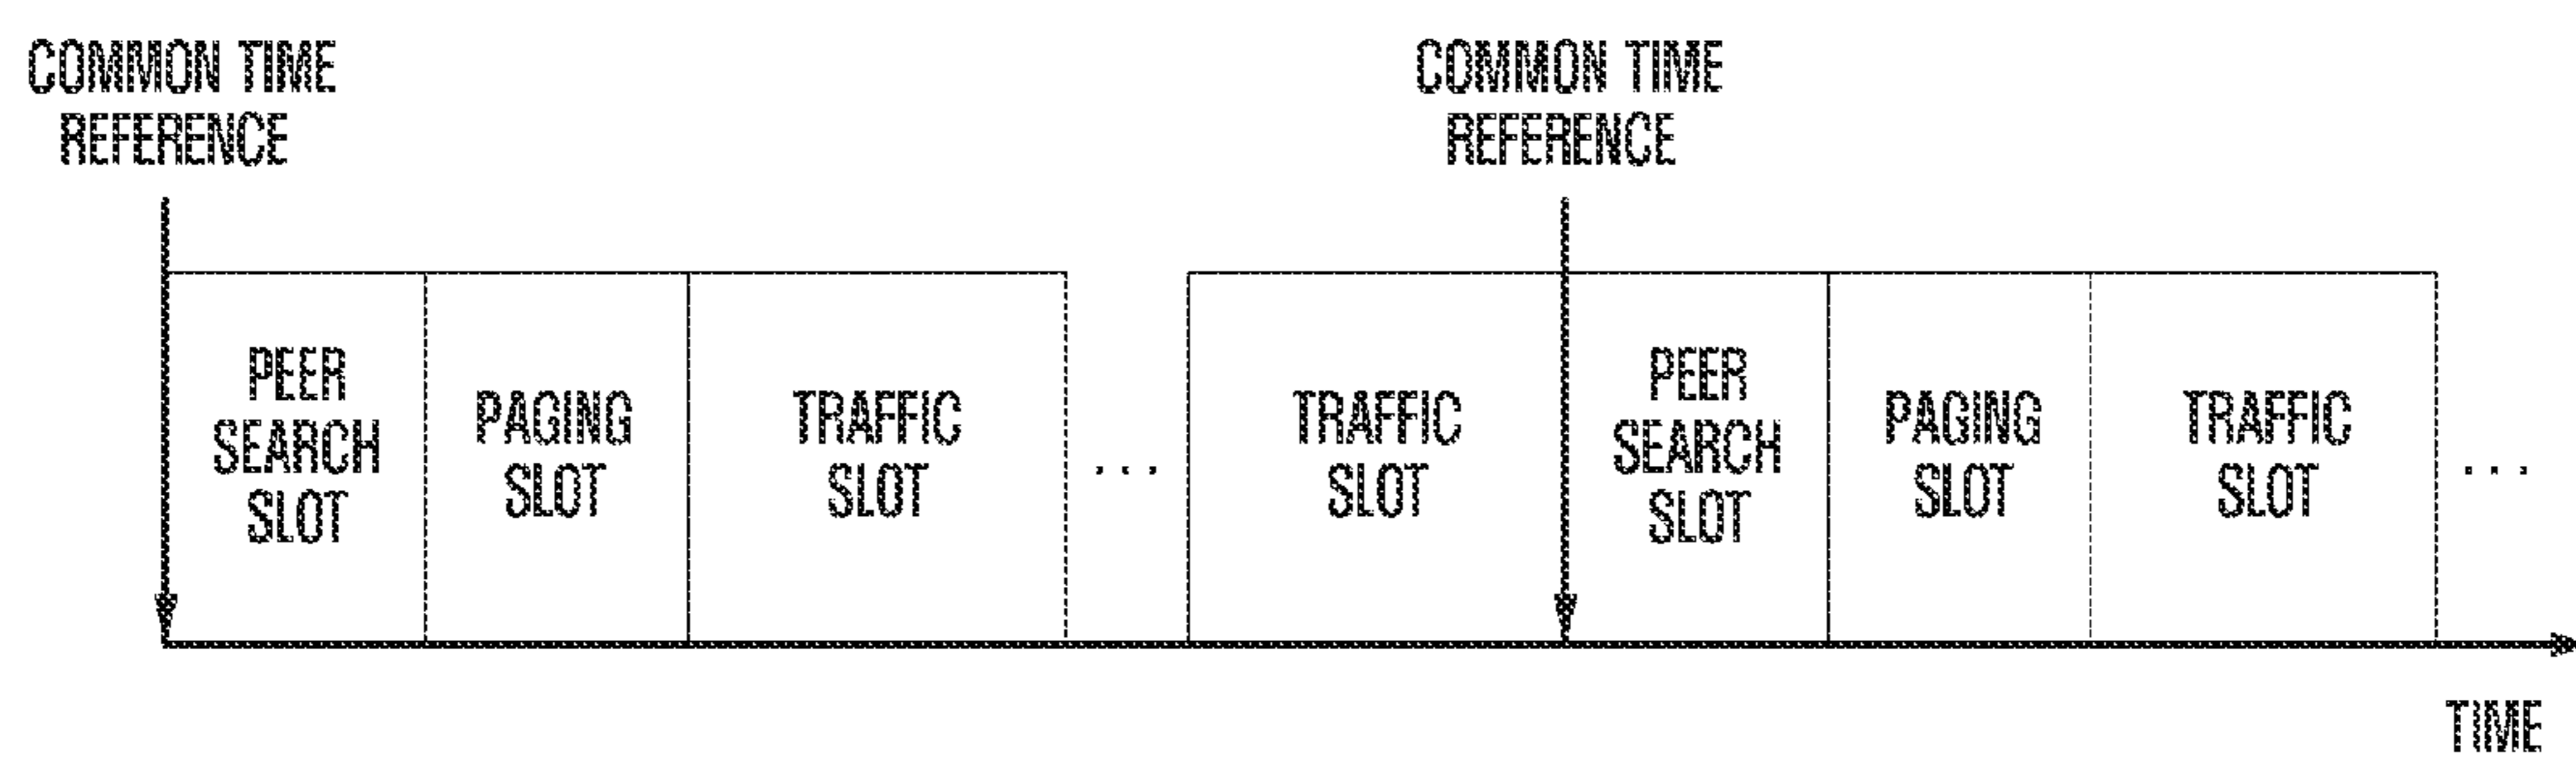 COMMON TIME
REFERENCE
COMMON TIME
REFERENCE
PEER
SEARCH
SLOT
PAGING
SLOT
TRAFFIC
SLOT
...
TRAFFIC
SLOT
PEER
SEARCH
SLOT
PAGING
SLOT
TRAFFIC
SLOT
...
TIME